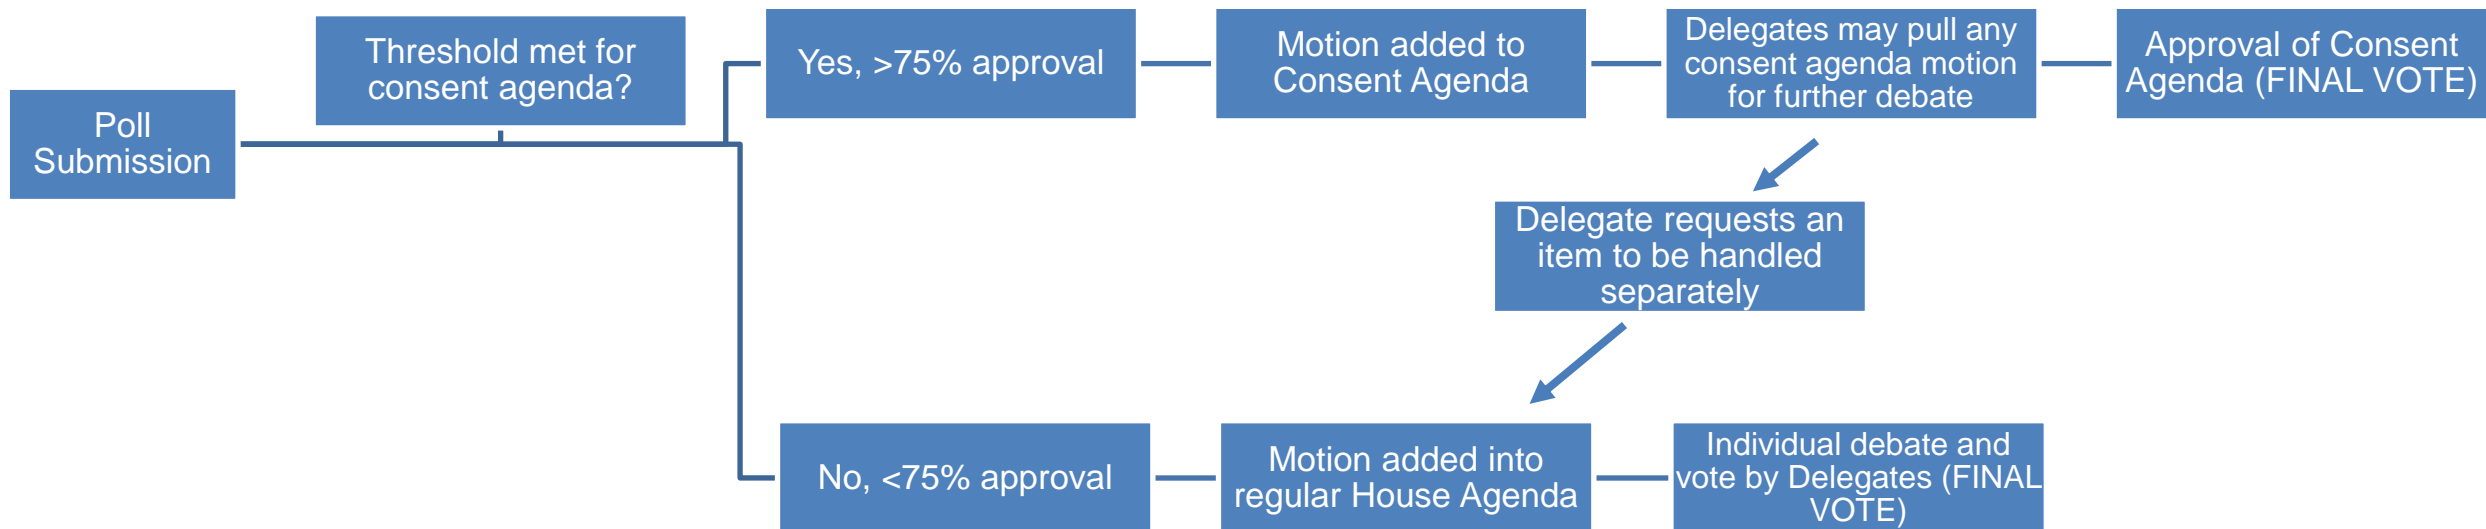 Poll
Submission
Threshold met for
consent agenda?
Yes, >75% approval
Motion added to
Consent Agenda
Delegates may pull any
consent agenda motion
for further debate
Approval of Consent
Agenda (FINAL VOTE)
Delegate requests an
item to be handled
separately
No, <75% approval
Motion added into
regular House Agenda
Individual debate and
vote by Delegates (FINAL
VOTE)